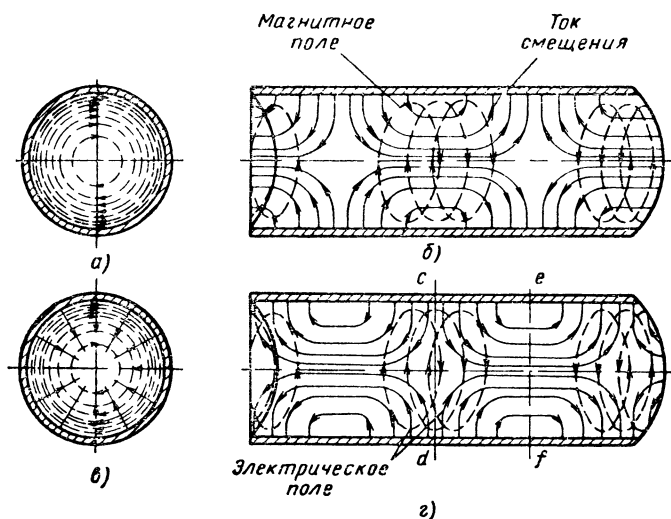 Магнитное
поле
Ток
смещения
а)
б)
c
e
в)
Электрическое
поле
d
f
г)